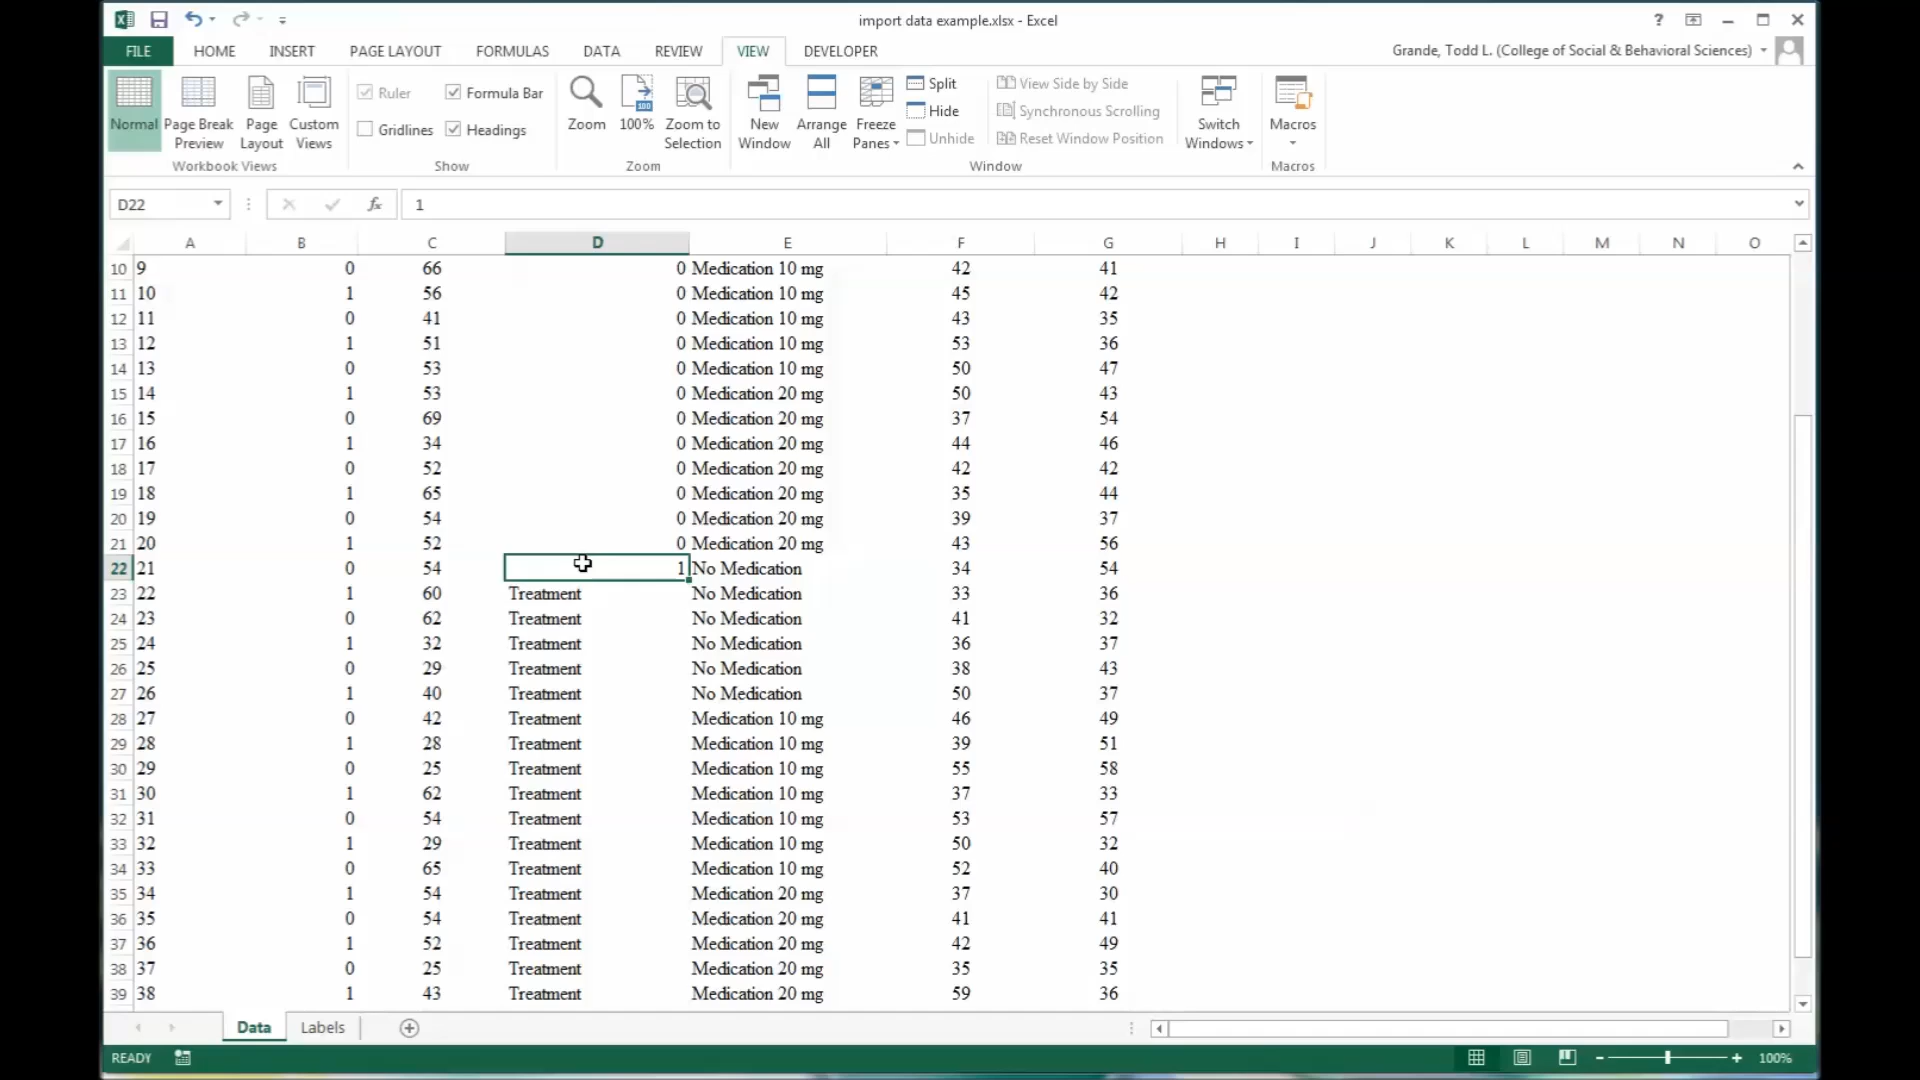 import data example.xlsx - Excel
?
FILE HOME INSERT PAGE LAYOUT FORMULAS DATA REVIEW VIEW DEVELOPER
Grande, Todd L. (College of Social & Behavioral Sciences)
Normal Page Break Preview Page Layout Custom Views
Workbook Views
Ruler Formula Bar
Gridlines Headings
Show
Zoom 100% Zoom to Selection
Zoom
New Window Arrange All Freeze Panes
Split
Hide
Unhide
View Side by Side
Synchronous Scrolling
Reset Window Position
Window
Switch Windows
Macros
Macros
D22 fx 1
A B C D E F G H I J K L M N O
10 9 0 66 0 Medication 10 mg 42 41
11 10 1 56 0 Medication 10 mg 45 42
12 11 0 41 0 Medication 10 mg 43 35
13 12 1 51 0 Medication 10 mg 53 36
14 13 0 53 0 Medication 10 mg 50 47
15 14 1 53 0 Medication 20 mg 50 43
16 15 0 69 0 Medication 20 mg 37 54
17 16 1 34 0 Medication 20 mg 44 46
18 17 0 52 0 Medication 20 mg 42 42
19 18 1 65 0 Medication 20 mg 35 44
20 19 0 54 0 Medication 20 mg 39 37
21 20 1 52 0 Medication 20 mg 43 56
22 21 0 54 1 No Medication 34 54
23 22 1 60 Treatment No Medication 33 36
24 23 0 62 Treatment No Medication 41 32
25 24 1 32 Treatment No Medication 36 37
26 25 0 29 Treatment No Medication 38 43
27 26 1 40 Treatment No Medication 50 37
28 27 0 42 Treatment Medication 10 mg 46 49
29 28 1 28 Treatment Medication 10 mg 39 51
30 29 0 25 Treatment Medication 10 mg 55 58
31 30 1 62 Treatment Medication 10 mg 37 33
32 31 0 54 Treatment Medication 10 mg 53 57
33 32 1 29 Treatment Medication 10 mg 50 32
34 33 0 65 Treatment Medication 10 mg 52 40
35 34 1 54 Treatment Medication 20 mg 37 30
36 35 0 54 Treatment Medication 20 mg 41 41
37 36 1 52 Treatment Medication 20 mg 42 49
38 37 0 25 Treatment Medication 20 mg 35 35
39 38 1 43 Treatment Medication 20 mg 59 36
Data Labels
READY 100%